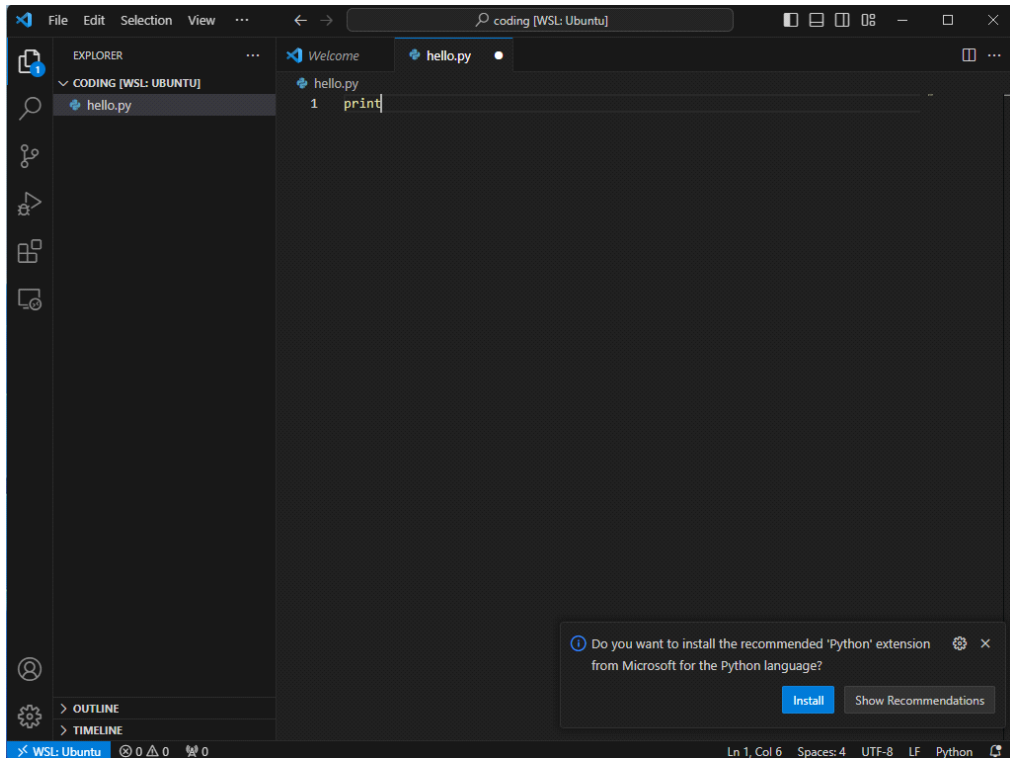 File Edit Selection View ... coding [WSL: Ubuntu]
EXPLORER ...
CODING [WSL: UBUNTU]
hello.py
Welcome hello.py ...
hello.py
1 print
1
Do you want to install the recommended 'Python' extension
from Microsoft for the Python language?
Install Show Recommendations
OUTLINE
TIMELINE
WSL: Ubuntu 0 0 0 Ln 1, Col 6 Spaces: 4 UTF-8 LF Python